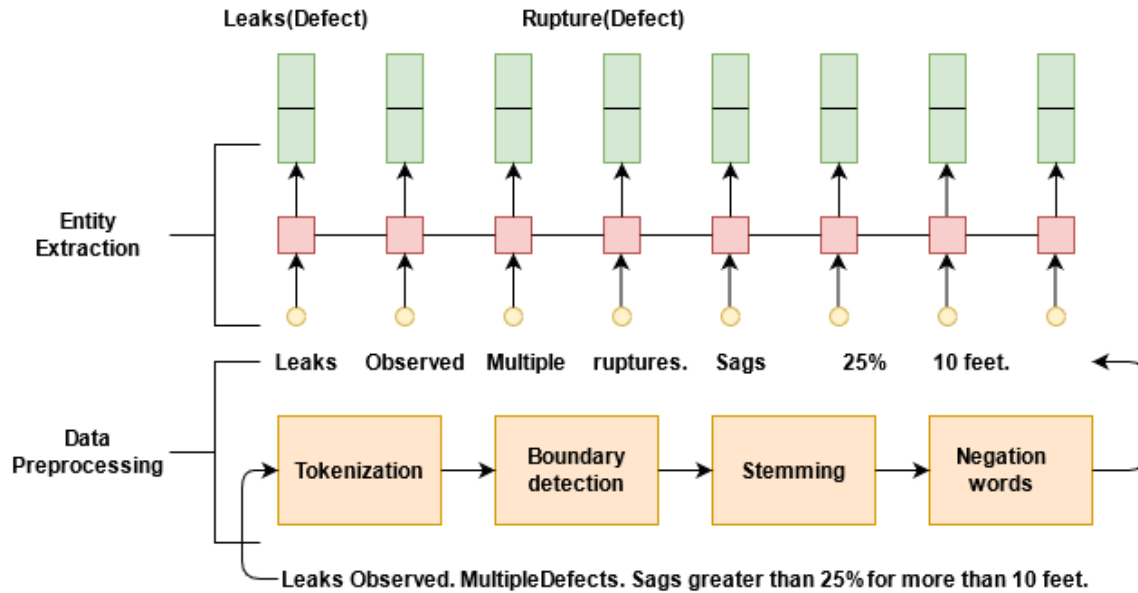 Leaks(Defect) Rupture(Defect)
Entity
Extraction
Leaks Observed Multiple ruptures. Sags 25% 10 feet.
Data
Preprocessing
Tokenization
Boundary
detection
Stemming
Negation
words
Leaks Observed. MultipleDefects. Sags greater than 25% for more than 10 feet.